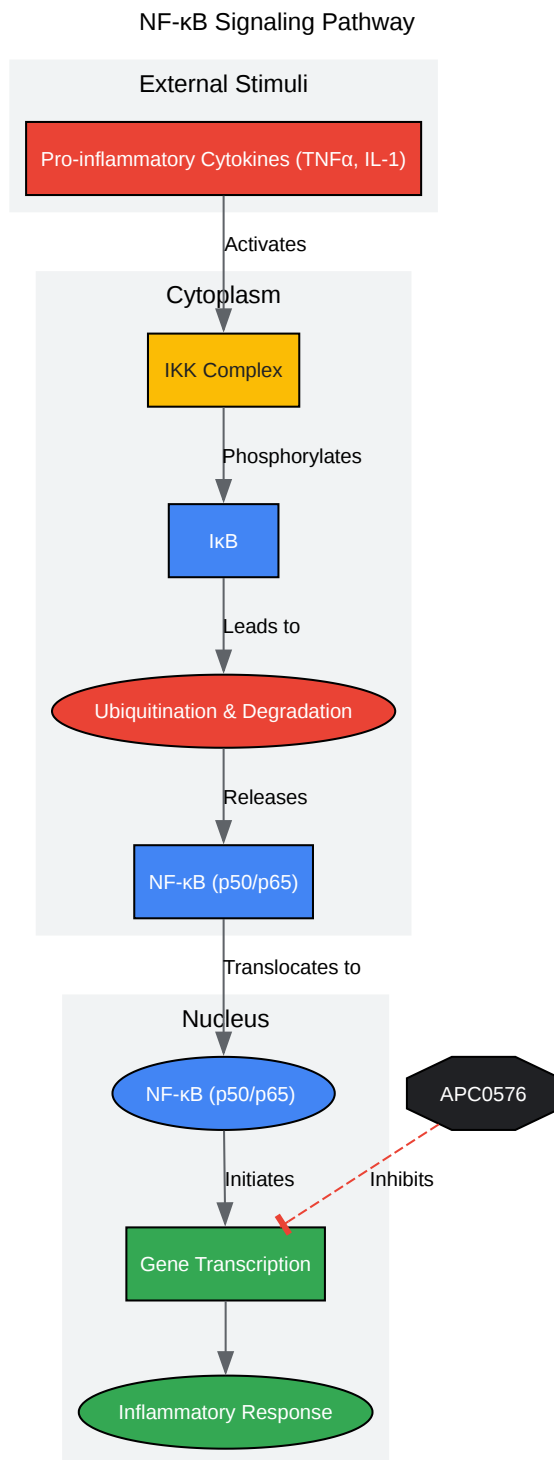 NF-κB Signaling Pathway
External Stimuli
Pro-inflammatory Cytokines (TNFα, IL-1)
Activates
Cytoplasm
IKK Complex
Phosphorylates
IκB
Leads to
Ubiquitination & Degradation
Releases
NF-κB (p50/p65)
Translocates to
Nucleus
NF-κB (p50/p65)
APC0576
Initiates
Inhibits
Gene Transcription
Inflammatory Response